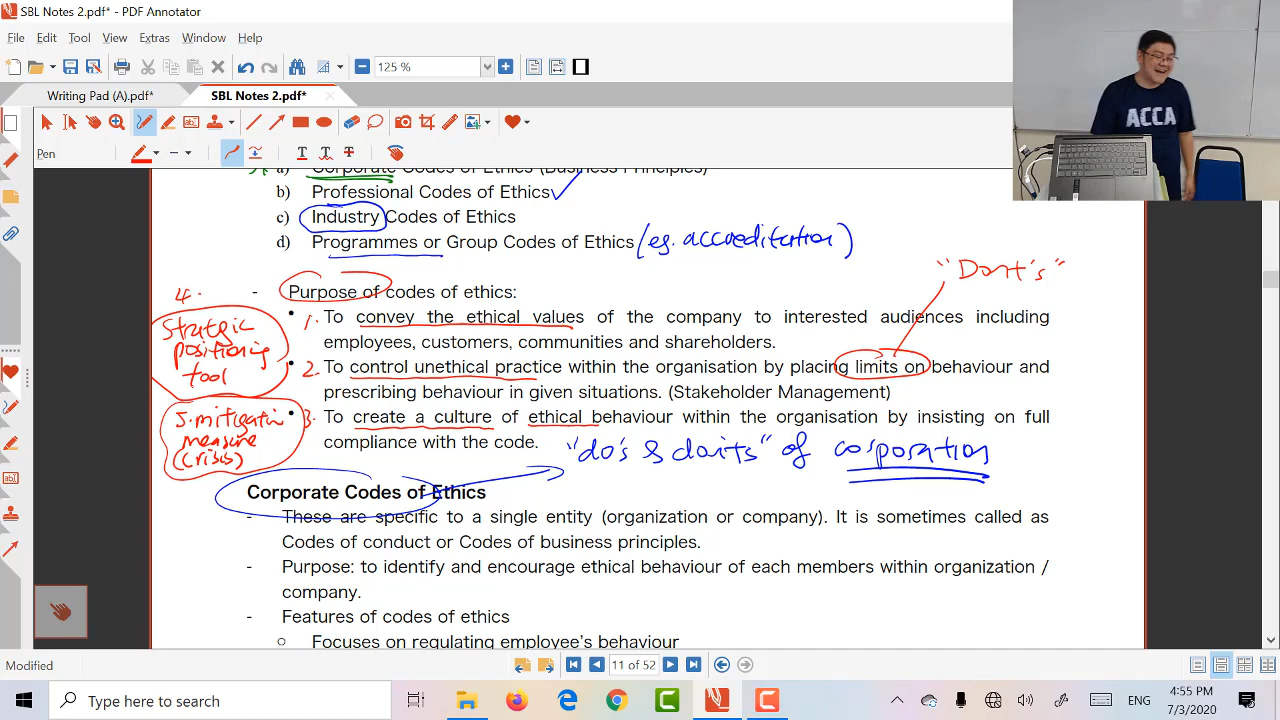 SBL Notes 2.pdf* - PDF Annotator
File Edit Tool View Extras Window Help
125 %
Writing Pad (A).pdf* SBL Notes 2.pdf*
Pen
ACCA
a) Corporate Codes of Ethics (Business Principles)
b) Professional Codes of Ethics
c) Industry Codes of Ethics
d) Programmes or Group Codes of Ethics (eg. accreditation)
"Dont's"
- Purpose of codes of ethics:
4.
Strategic
positioning
tool
• 1. To convey the ethical values of the company to interested audiences including
employees, customers, communities and shareholders.
• 2. To control unethical practice within the organisation by placing limits on behaviour and
prescribing behaviour in given situations. (Stakeholder Management)
5. mitigation
measure
(crisis)
• 3. To create a culture of ethical behaviour within the organisation by insisting on full
compliance with the code.
"do's & don'ts" of corporation
Corporate Codes of Ethics
- These are specific to a single entity (organization or company). It is sometimes called as
Codes of conduct or Codes of business principles.
- Purpose: to identify and encourage ethical behaviour of each members within organization /
company.
- Features of codes of ethics
○ Focuses on regulating employee's behaviour
Modified
11 of 52
Type here to search
ENG
4:55 PM
7/3/2020